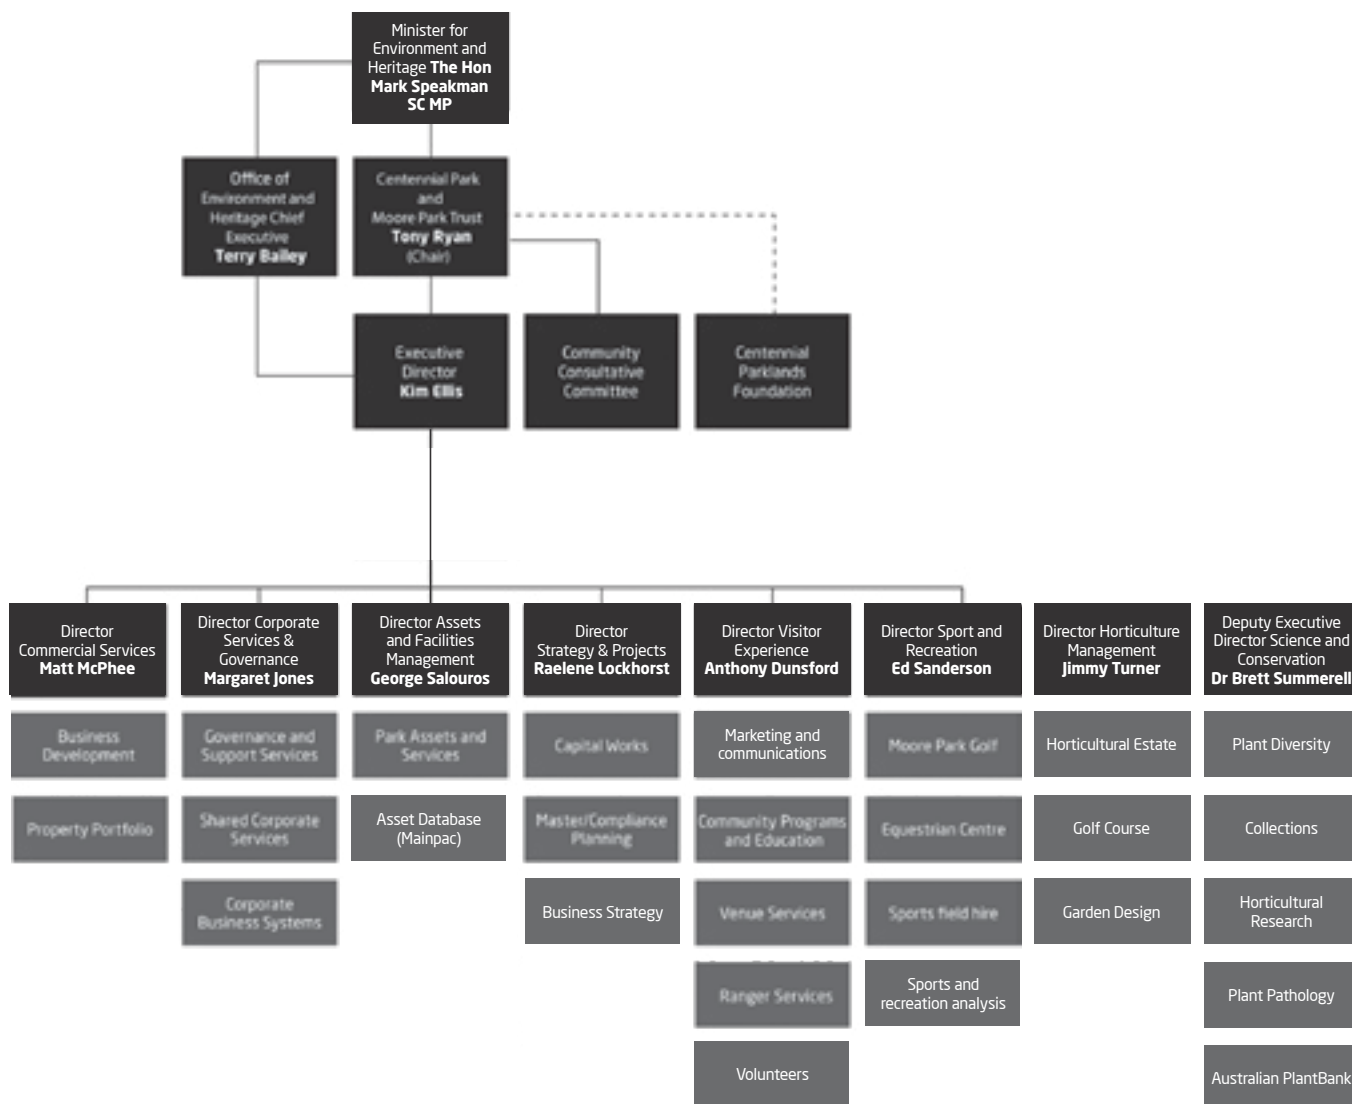 Minister for
Environment and
Heritage The Hon
Mark Speakman
SC MP
Office of
Environment and
Heritage Chief
Executive
Terry Bailey
Centennial Park
and
Moore Park Trust
Tony Ryan
(Chair)
Executive
Director
Kim Ellis
Community
Consultative
Committee
Centennial
Parklands
Foundation
Director
Commercial Services
Matt McPhee
Director Corporate
Services &
Governance
Margaret Jones
Director Assets
and Facilities
Management
George Salouros
Director
Strategy & Projects
Raelene Lockhorst
Director Visitor
Experience
Anthony Dunsford
Director Sport and
Recreation
Ed Sanderson
Director Horticulture
Management
Jimmy Turner
Deputy Executive
Director Science and
Conservation
Dr Brett Summerell
Business
Development
Governance and
Support Services
Park Assets and
Services
Capital Works
Marketing and
communications
Moore Park Golf
Horticultural Estate
Plant Diversity
Property Portfolio
Shared Corporate
Services
Asset Database
(Mainpac)
Master/Compliance
Planning
Community Programs
and Education
Equestrian Centre
Golf Course
Collections
Corporate
Business Systems
Business Strategy
Venue Services
Sports field hire
Garden Design
Horticultural
Research
Ranger Services
Sports and
recreation analysis
Plant Pathology
Volunteers
Australian PlantBank